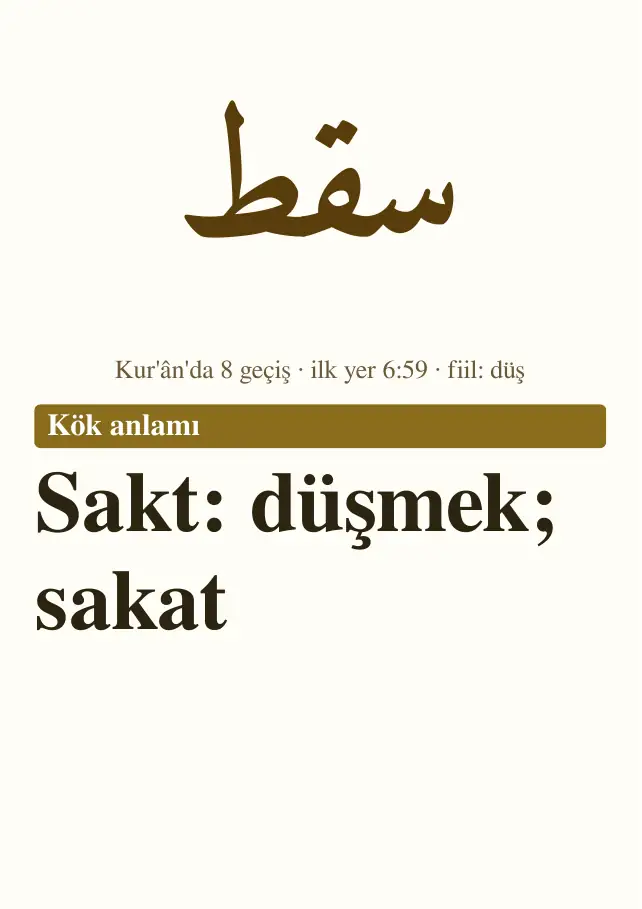 سقط
Kur'ân'da 8 geçiş · ilk yer 6:59 · fiil: düş
Kök anlamı
Sakt: düşmek;
sakat